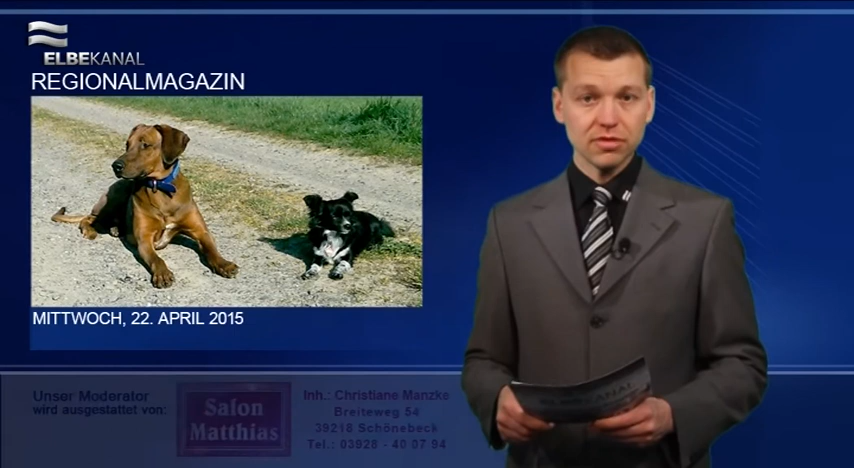 ELBEKANAL
REGIONALMAGAZIN
MITTWOCH, 22. APRIL 2015
Unser Moderator
wird ausgestattet von:
Salon
Matthias
Inh.: Christiane Manzke
Breiteweg 54
39218 Schönebeck
Tel.: 03928 - 40 07 94
ELBEKANAL